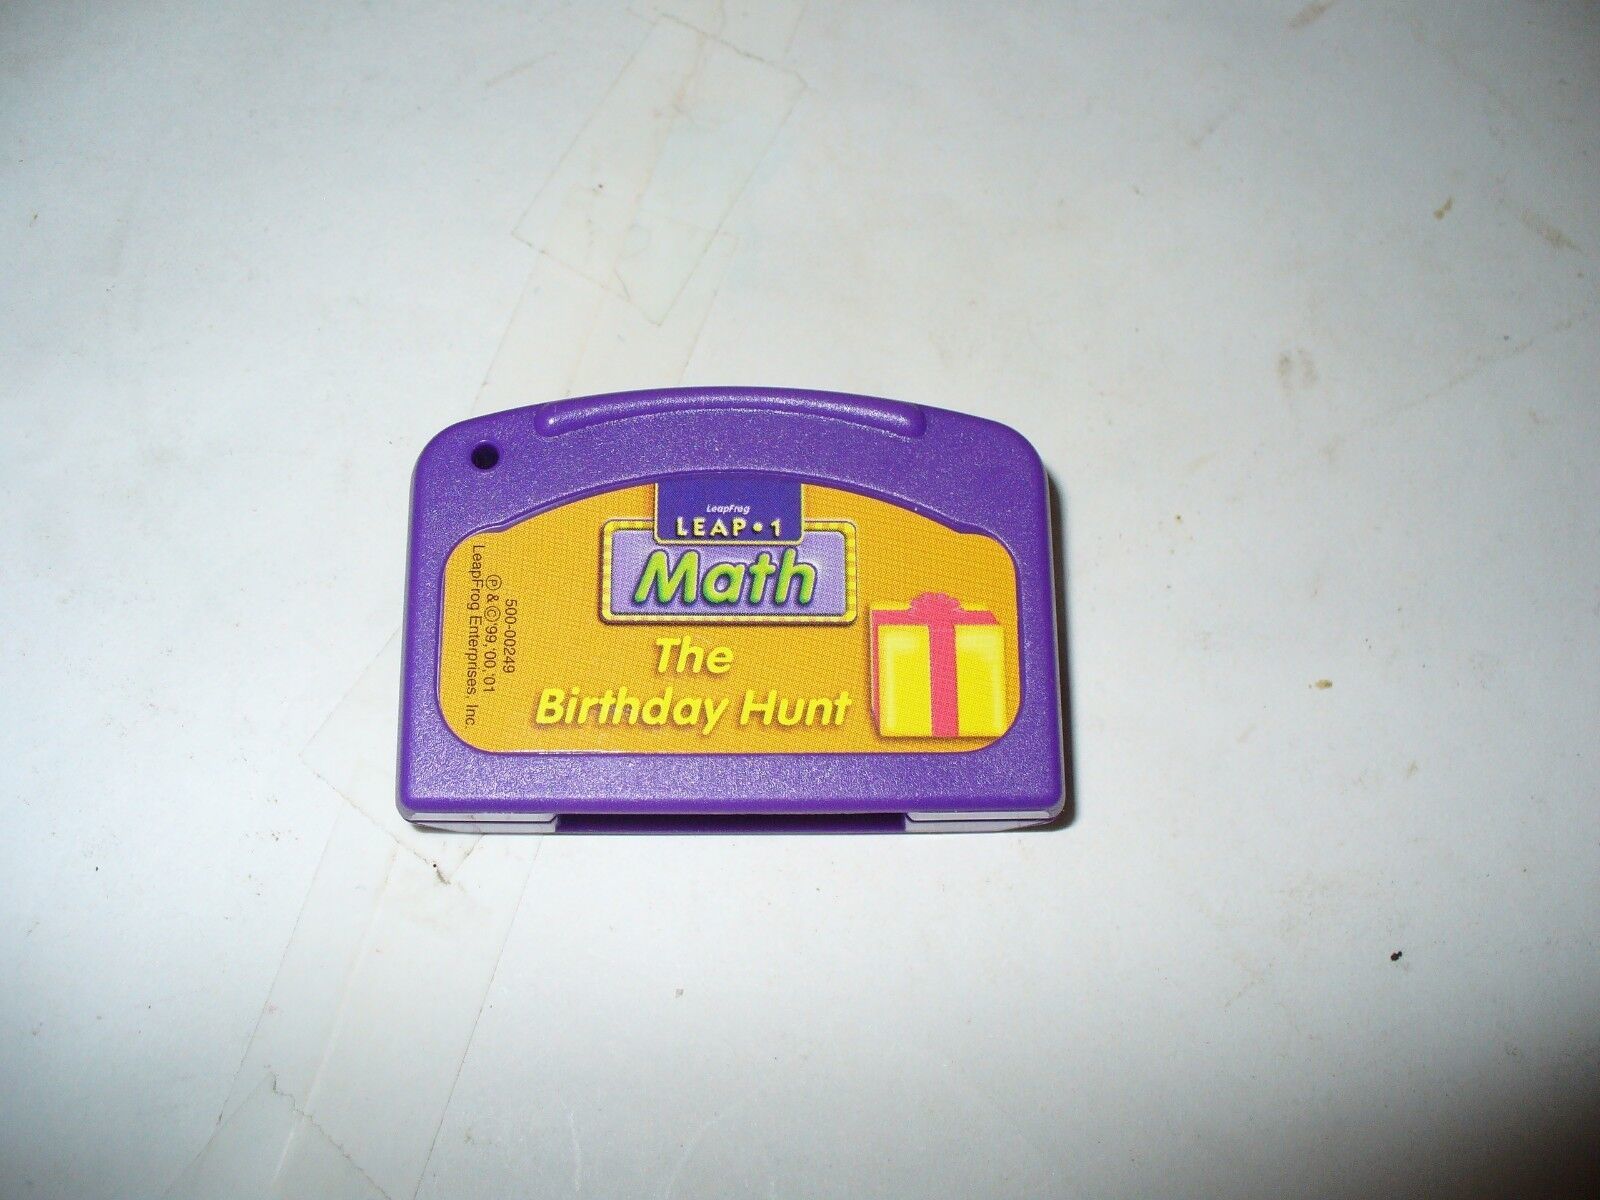 LeapFrog
LEAP•1
Math
The
Birthday Hunt
500-00249
Ⓟ & © '99, '00, '01
LeapFrog Enterprises, Inc